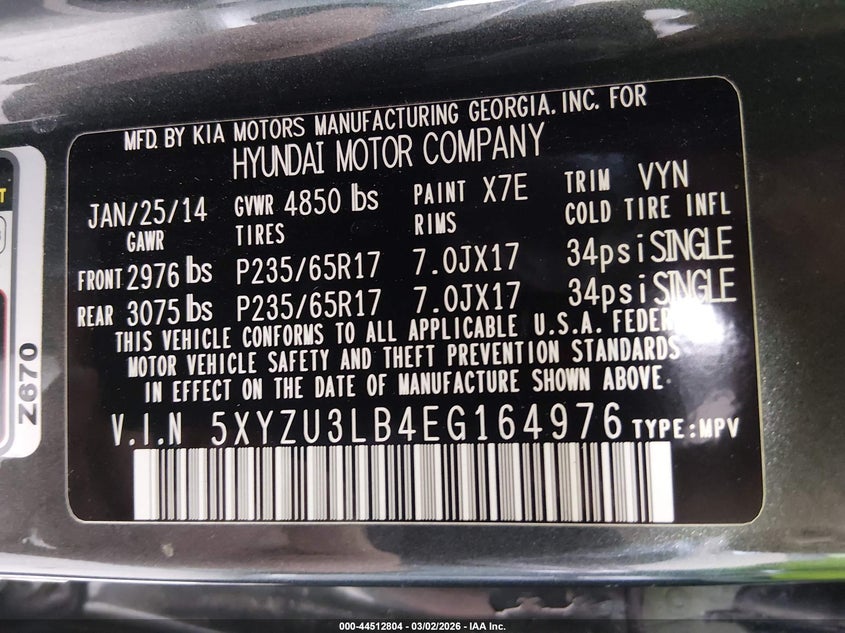 MFD. BY KIA MOTORS MANUFACTURING GEORGIA. INC. FOR
HYUNDAI MOTOR COMPANY
JAN/25/14 GVWR 4850 lbs PAINT X7E TRIM VYN
GAWR TIRES RIMS COLD TIRE INFL
FRONT 2976 lbs P235/65R17 7.0JX17 34psi SINGLE
REAR 3075 lbs P235/65R17 7.0JX17 34psi SINGLE
THIS VEHICLE CONFORMS TO ALL APPLICABLE U.S.A.
MOTOR VEHICLE SAFETY AND THEFT PREVENTION STANDARDS
IN EFFECT ON THE DATE OF MANUFACTURE SHOWN ABOVE
V.I.N 5XYZU3LB4EG164976 TYPE:MPV
Z670
000-44512804 - 03/02/2026 - IAA Inc.